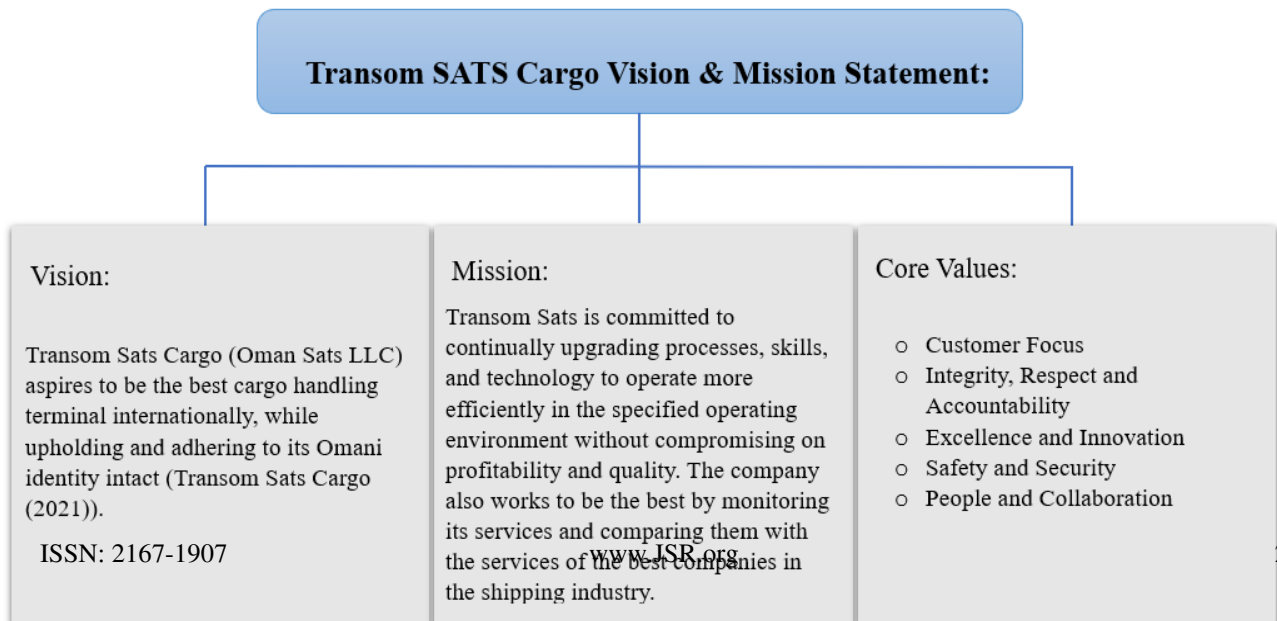 Transom SATS Cargo Vision & Mission Statement:
Vision:
Transom Sats Cargo (Oman Sats LLC)
aspires to be the best cargo handling
terminal internationally, while
upholding and adhering to its Omani
identity intact (Transom Sats Cargo
(2021)).
Mission:
Transom Sats is committed to
continually upgrading processes, skills,
and technology to operate more
efficiently in the specified operating
environment without compromising on
profitability and quality. The company
also works to be the best by monitoring
its services and comparing them with
the services of the best companies in
the shipping industry.
Core Values:
o Customer Focus
o Integrity, Respect and
Accountability
o Excellence and Innovation
o Safety and Security
o People and Collaboration
ISSN: 2167-1907
www.JSR.org